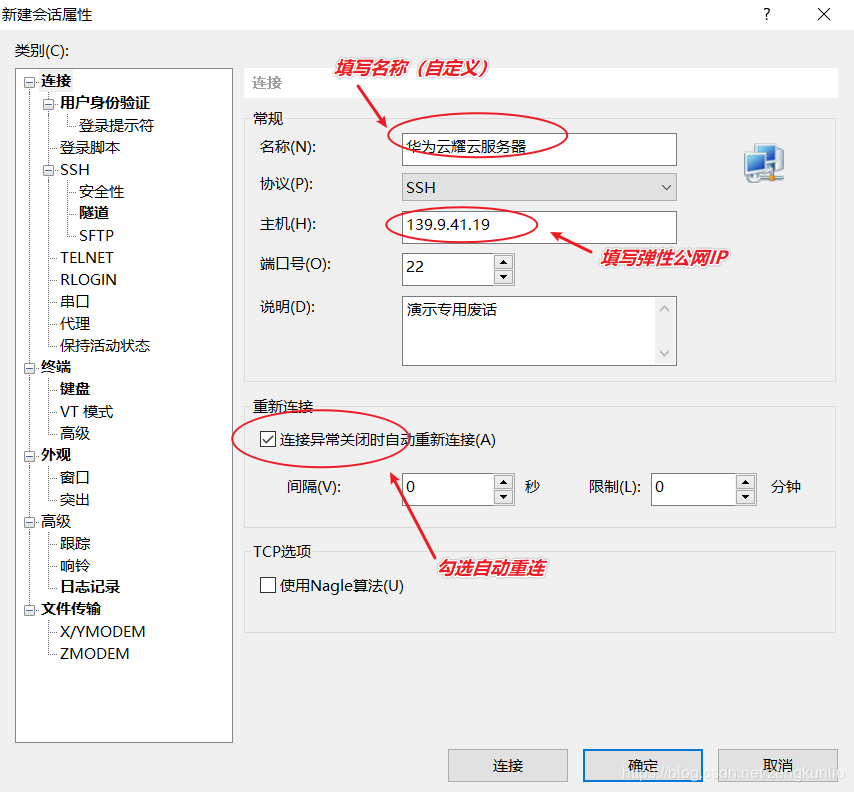 新建会话属性
类别(C):
连接
用户身份验证
登录提示符
登录脚本
SSH
安全性
隧道
SFTP
TELNET
RLOGIN
串口
代理
保持活动状态
终端
键盘
VT 模式
高级
外观
窗口
突出
高级
跟踪
响铃
日志记录
文件传输
X/YMODEM
ZMODEM
连接
填写名称（自定义）
常规
名称(N): 华为云耀云服务器
协议(P): SSH
主机(H): 139.9.41.19
填写弹性公网IP
端口号(O): 22
说明(D): 演示专用废话
重新连接
连接异常关闭时自动重新连接(A)
间隔(V): 0 秒 限制(L): 0 分钟
勾选自动重连
TCP选项
使用Nagle算法(U)
连接 确定 取消
https://blog.csdn.net/zengkunliu